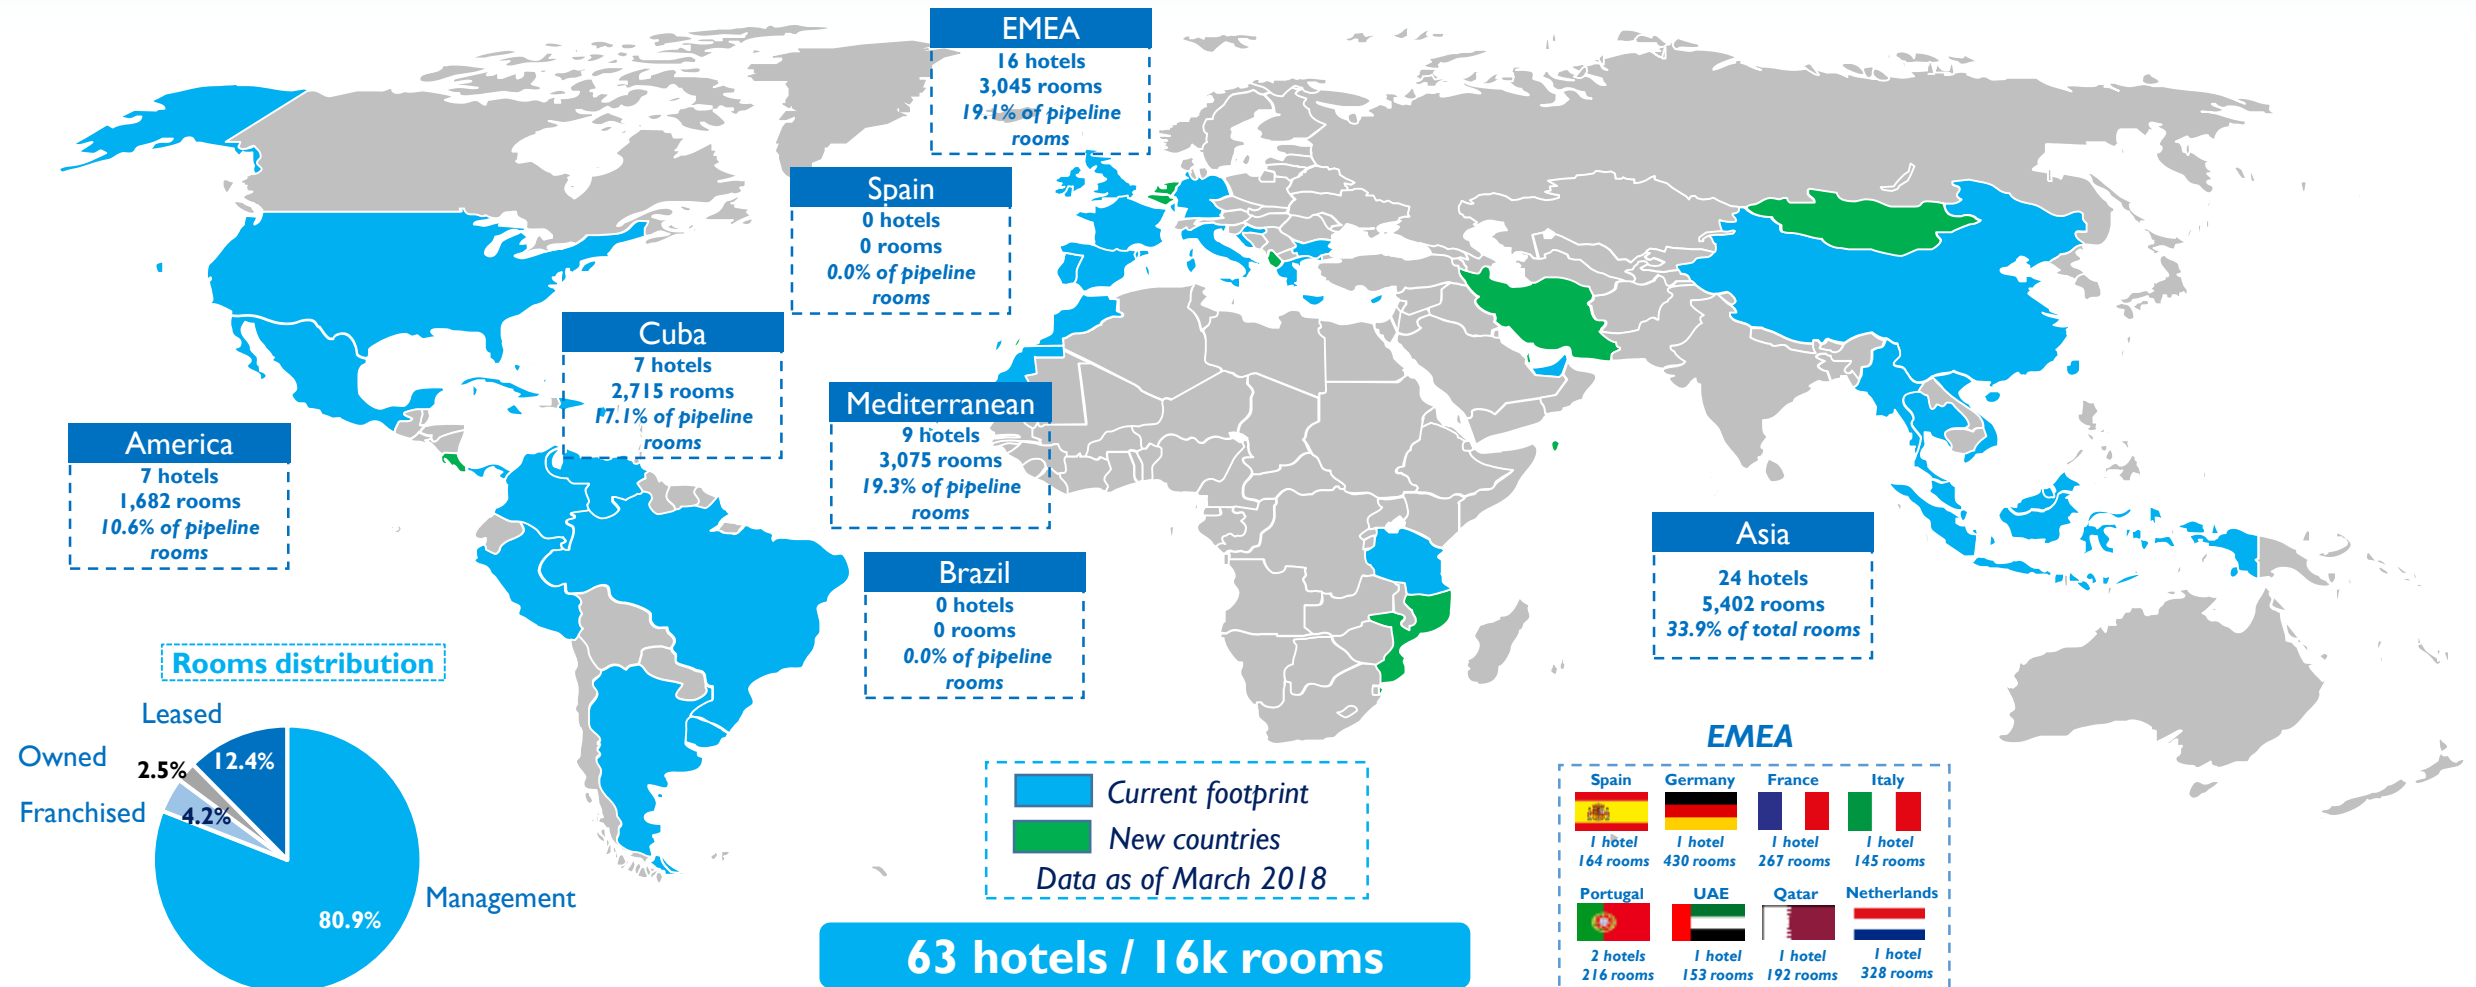 EMEA
16 hotels
3,045 rooms
19.1% of pipeline
rooms
Spain
0 hotels
0 rooms
0.0% of pipeline
rooms
Cuba
7 hotels
2,715 rooms
17.1% of pipeline
rooms
Mediterranean
9 hotels
3,075 rooms
19.3% of pipeline
rooms
America
7 hotels
1,682 rooms
10.6% of pipeline
rooms
Brazil
0 hotels
0 rooms
0.0% of pipeline
rooms
Asia
24 hotels
5,402 rooms
33.9% of total rooms
Rooms distribution
Leased
12.4%
Owned
2.5%
Franchised
4.2%
Management
80.9%
Current footprint
New countries
Data as of March 2018
63 hotels / 16k rooms
EMEA
Spain Germany France Italy
1 hotel 1 hotel 1 hotel 1 hotel
164 rooms 430 rooms 267 rooms 145 rooms
Portugal UAE Qatar Netherlands
2 hotels 1 hotel 1 hotel 1 hotel
216 rooms 153 rooms 192 rooms 328 rooms